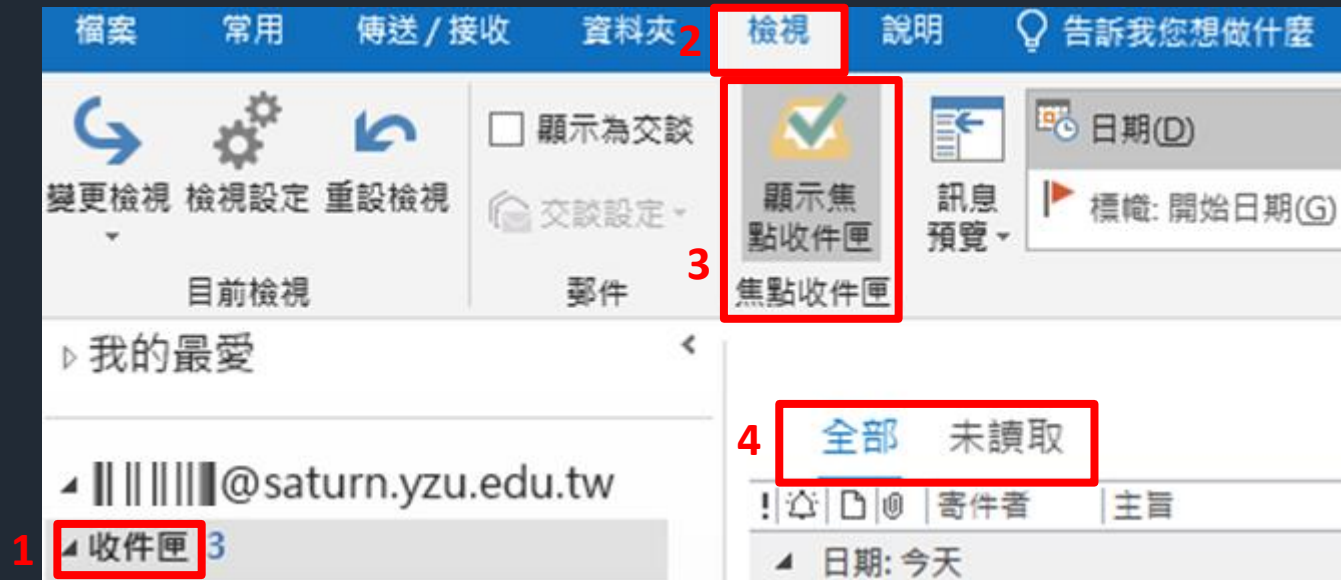 檔案 常用 傳送 / 接收 資料夾 2 檢視 說明 告訴我您想做什麼
變更檢視 檢視設定 重設檢視
目前檢視
顯示為交談
交談設定
郵件
顯示焦
點收件匣
3
焦點收件匣
訊息
預覽
日期(D)
標幟: 開始日期(G)
我的最愛
@saturn.yzu.edu.tw
1 收件匣 3
4 全部 未讀取
! 寄件者 主旨
日期: 今天